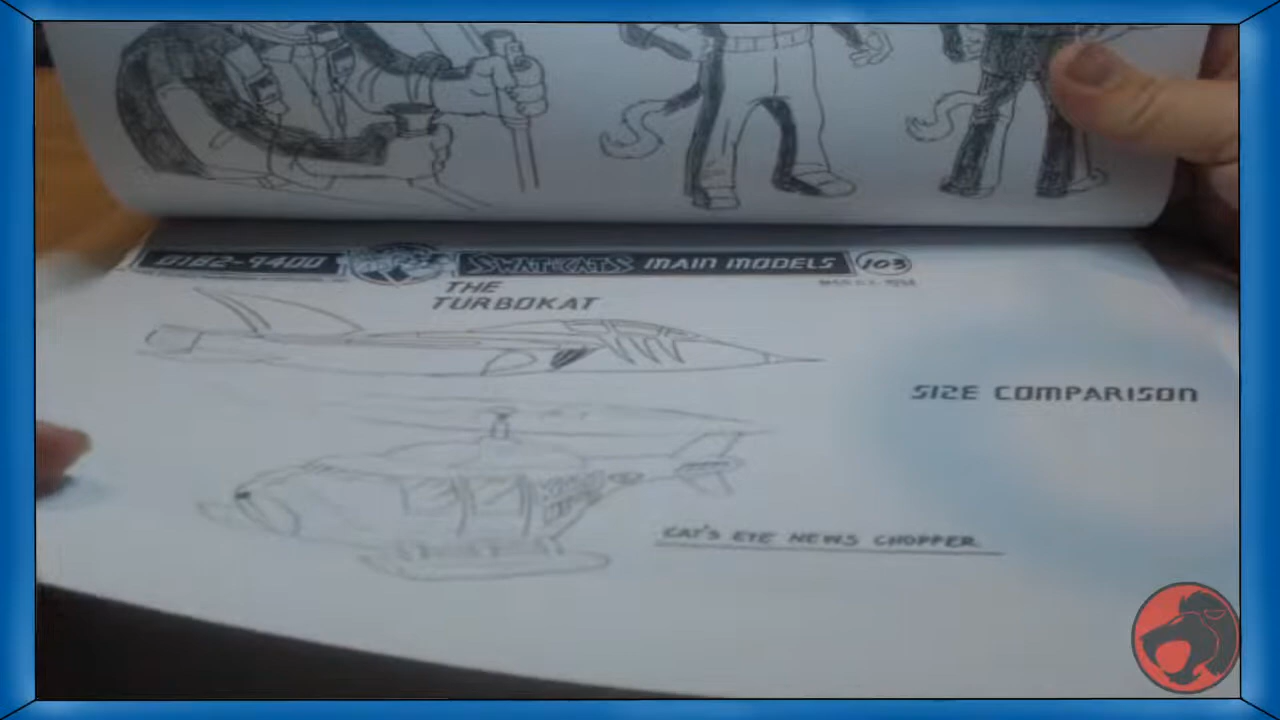 0182-9400 SWAT KATS MAIN MODELS 103
THE
TURBOKAT
SIZE COMPARISON
CAT'S EYE NEWS CHOPPER